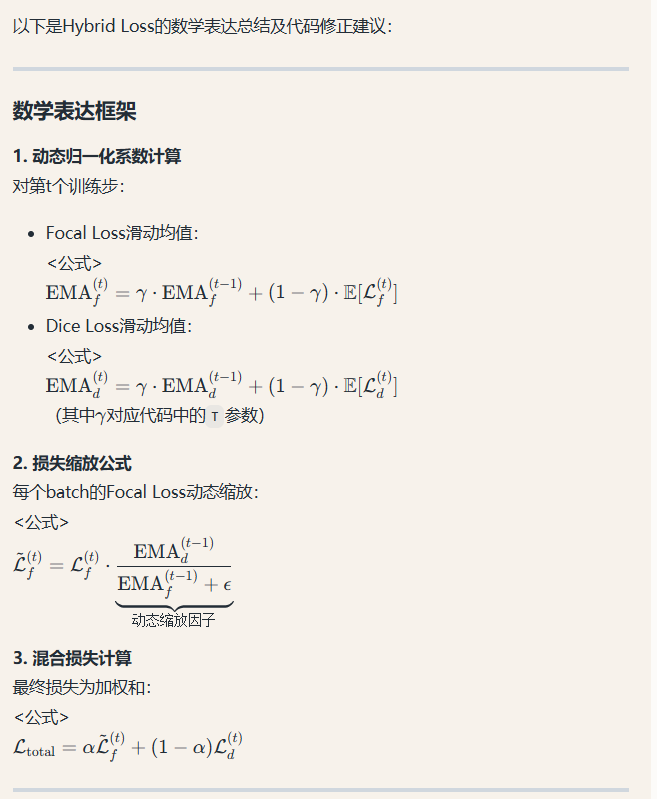 以下是Hybrid Loss的数学表达总结及代码修正建议：
数学表达框架
1. 动态归一化系数计算
对第t个训练步：
• Focal Loss滑动均值：
<公式>
$\text{EMA}_f^{(t)} = \gamma \cdot \text{EMA}_f^{(t-1)} + (1 - \gamma) \cdot \mathbb{E}[\mathcal{L}_f^{(t)}]$
• Dice Loss滑动均值：
<公式>
$\text{EMA}_d^{(t)} = \gamma \cdot \text{EMA}_d^{(t-1)} + (1 - \gamma) \cdot \mathbb{E}[\mathcal{L}_d^{(t)}]$
（其中$\gamma$对应代码中的 T 参数）
2. 损失缩放公式
每个batch的Focal Loss动态缩放：
<公式>
$\tilde{\mathcal{L}}_f^{(t)} = \mathcal{L}_f^{(t)} \cdot \underbrace{\frac{\text{EMA}_d^{(t-1)}}{\text{EMA}_f^{(t-1)} + \epsilon}}_{\text{动态缩放因子}}$
3. 混合损失计算
最终损失为加权和：
<公式>
$\mathcal{L}_{\text{total}} = \alpha \tilde{\mathcal{L}}_f^{(t)} + (1 - \alpha) \mathcal{L}_d^{(t)}$